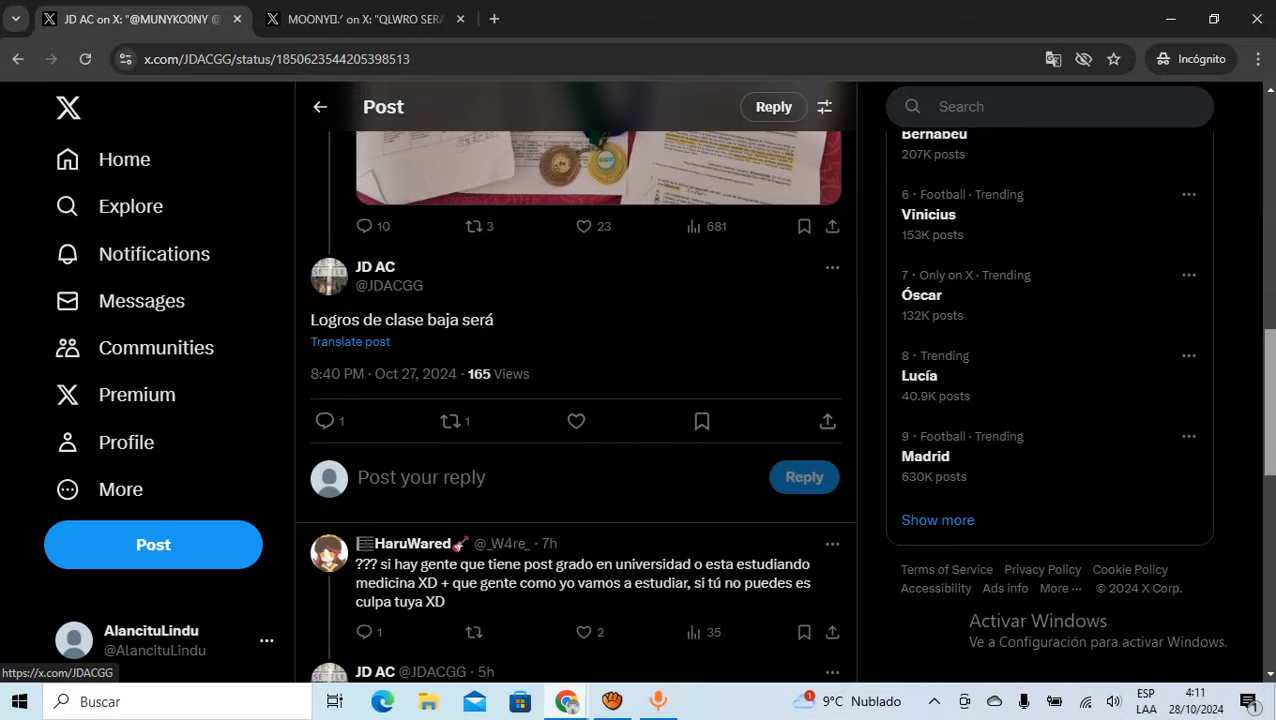 JD AC on X: "@MUNYKO0NY @
MOONY
on X: "QLWRO SERA
x.com/JDACGG/status/1850623544205398513
Incógnito
Home
Explore
Notifications
Messages
Communities
Premium
Profile
More
Post
AlancituLindu
@AlancituLindu
https://x.com/JDACGG
Post
Reply
10
3
23
681
JD AC
@JDACGG
Logros de clase baja será
Translate post
8:40 PM · Oct 27, 2024 · 165 Views
1
1
Post your reply
Reply
HaruWared @_W4re_ · 7h
??? si hay gente que tiene post grado en universidad o esta estudiando
medicina XD + que gente como yo vamos a estudiar, si tú no puedes es
culpa tuya XD
1
2
35
JD AC @JDACGG · 5h
Search
Bernabéu
207K posts
6 · Football · Trending
Vinicius
153K posts
7 · Only on X · Trending
Óscar
132K posts
8 · Trending
Lucía
40.9K posts
9 · Football · Trending
Madrid
630K posts
Show more
Terms of Service Privacy Policy Cookie Policy
Accessibility Ads info More ··· © 2024 X Corp.
Activar Windows
Ve a Configuración para activar Windows.
Buscar
1
9°C Nublado
ESP
LAA
4:11
28/10/2024
1